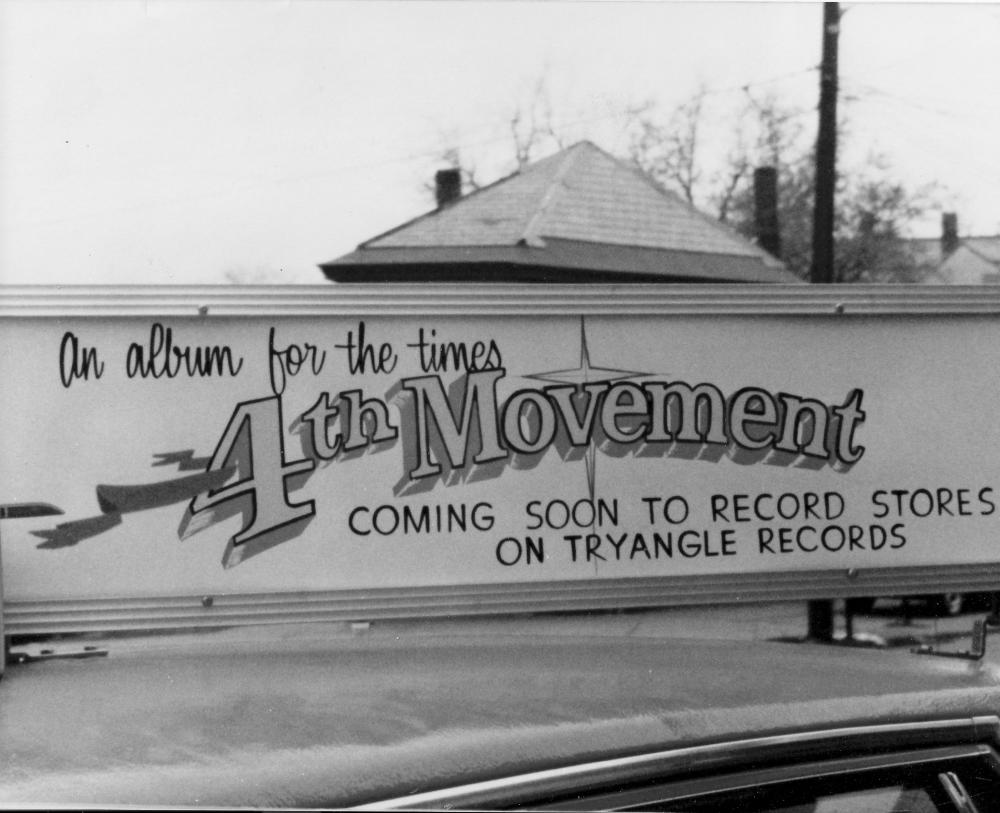 an album for the times
4th Movement
COMING SOON TO RECORD STORES
ON TRYANGLE RECORDS